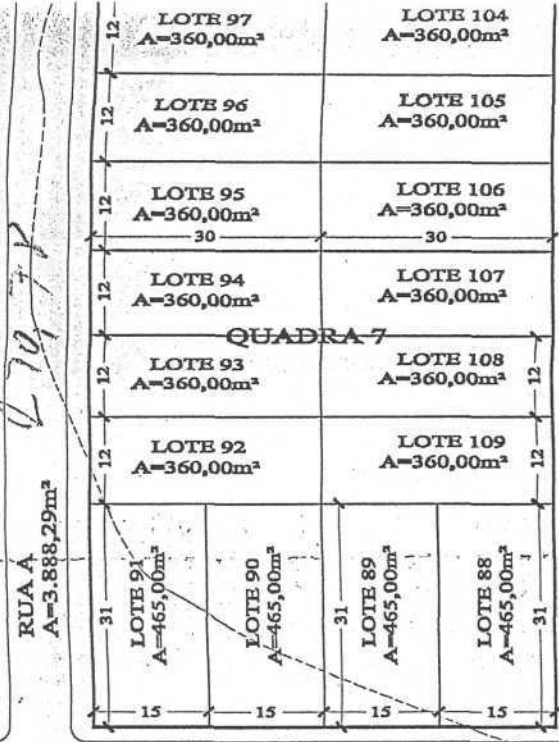 12
LOTE 97
A=360,00m²
LOTE 104
A=360,00m²
12
LOTE 96
A=360,00m²
LOTE 105
A=360,00m²
12
LOTE 95
A=360,00m²
LOTE 106
A=360,00m²
30
30
12
LOTE 94
A=360,00m²
LOTE 107
A=360,00m²
QUADRA 7
12
LOTE 93
A=360,00m²
LOTE 108
A=360,00m²
12
12
LOTE 92
A=360,00m²
LOTE 109
A=360,00m²
12
RUA A
A=3.888,29m²
31
LOTE 91
A=465,00m²
LOTE 90
A=465,00m²
31
LOTE 89
A=465,00m²
LOTE 88
A=465,00m²
31
15
15
15
15